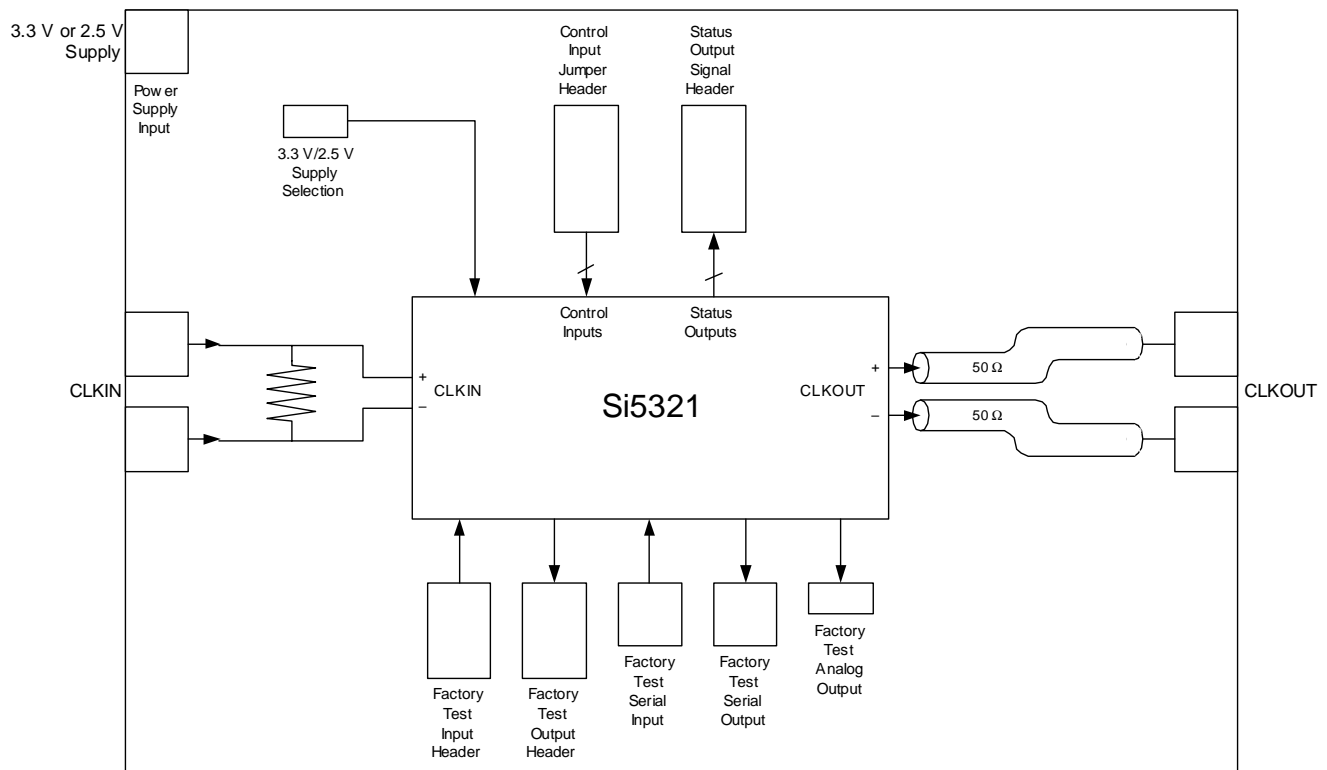 3.3 V or 2.5 V
Supply
Power
Supply
Input
3.3 V/2.5 V
Supply
Selection
Control
Input
Jumper
Header
Status
Output
Signal
Header
Control
Inputs
Status
Outputs
CLKIN
+
–
CLKIN
Si5321
CLKOUT
+
–
50 Ω
50 Ω
CLKOUT
Factory
Test
Input
Header
Factory
Test
Output
Header
Factory
Test
Serial
Input
Factory
Test
Serial
Output
Factory
Test
Analog
Output